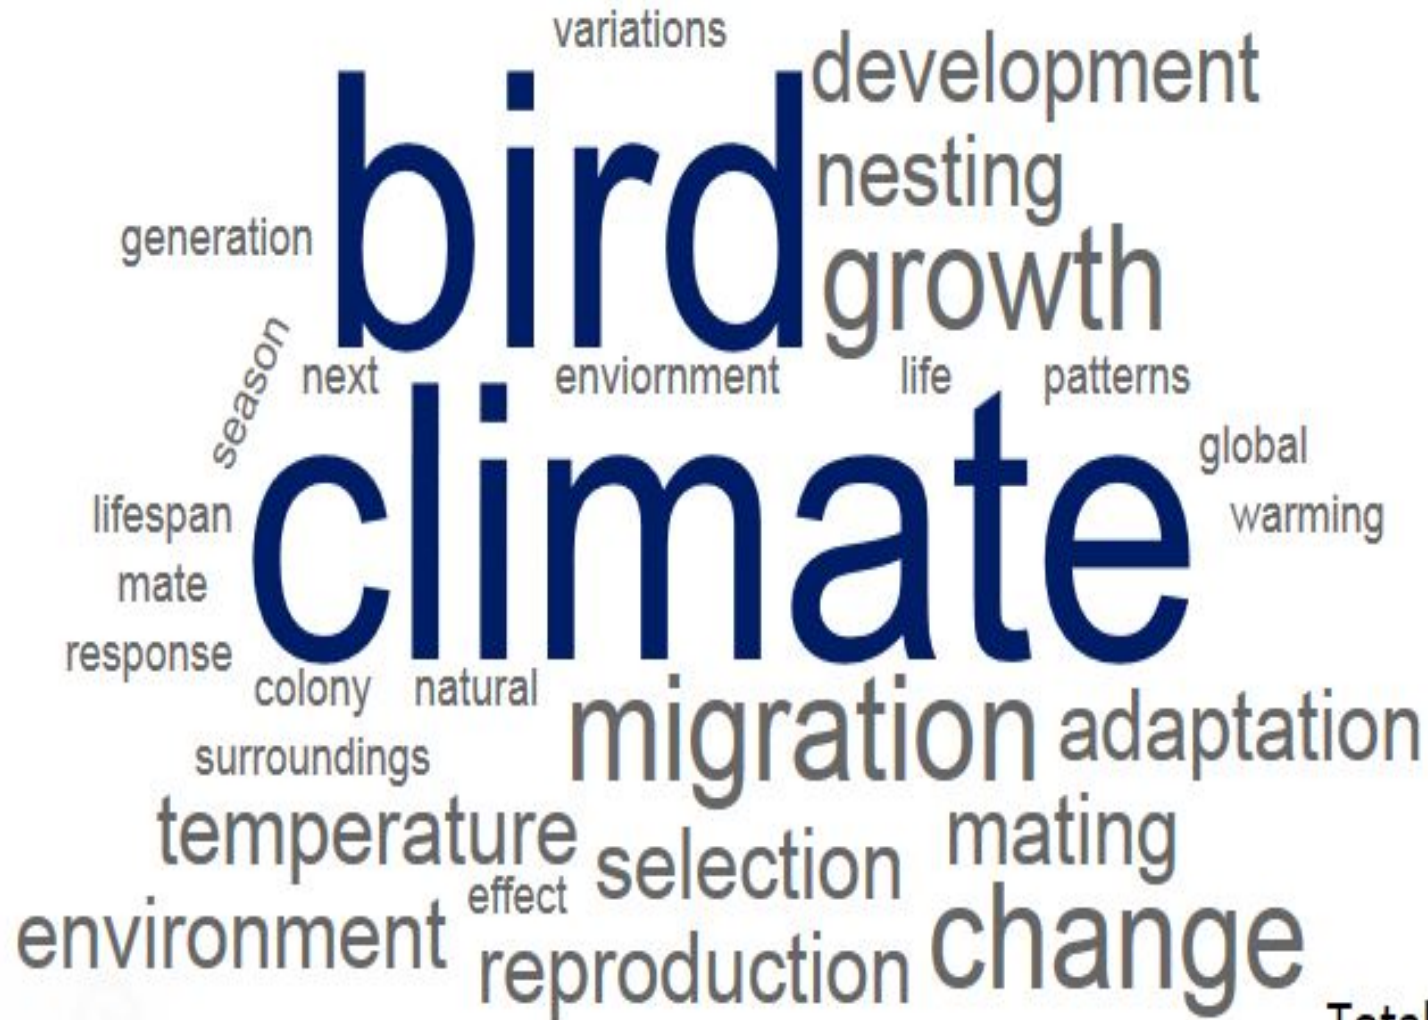 variations
development
bird
nesting
generation
growth
season
next enviornment life patterns
climate
global
lifespan
warming
mate
response
colony natural
migration adaptation
surroundings
temperature selection mating
effect
environment reproduction change